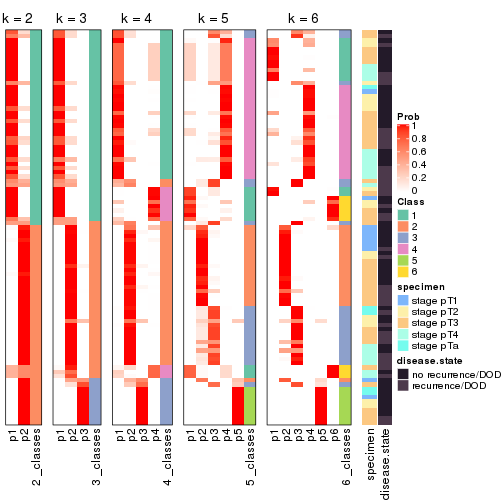 k = 2
k = 3
k = 4
k = 5
k = 6
Prob
1
0.8
0.6
0.4
0.2
0
Class
1
2
3
4
5
6
specimen
stage pT1
stage pT2
stage pT3
stage pT4
stage pTa
disease.state
no recurrence/DOD
recurrence/DOD
p1
p2
2_classes
p1
p2
p3
3_classes
p1
p2
p3
p4
4_classes
p1
p2
p3
p4
p5
5_classes
p1
p2
p3
p4
p5
p6
6_classes
specimen
disease.state